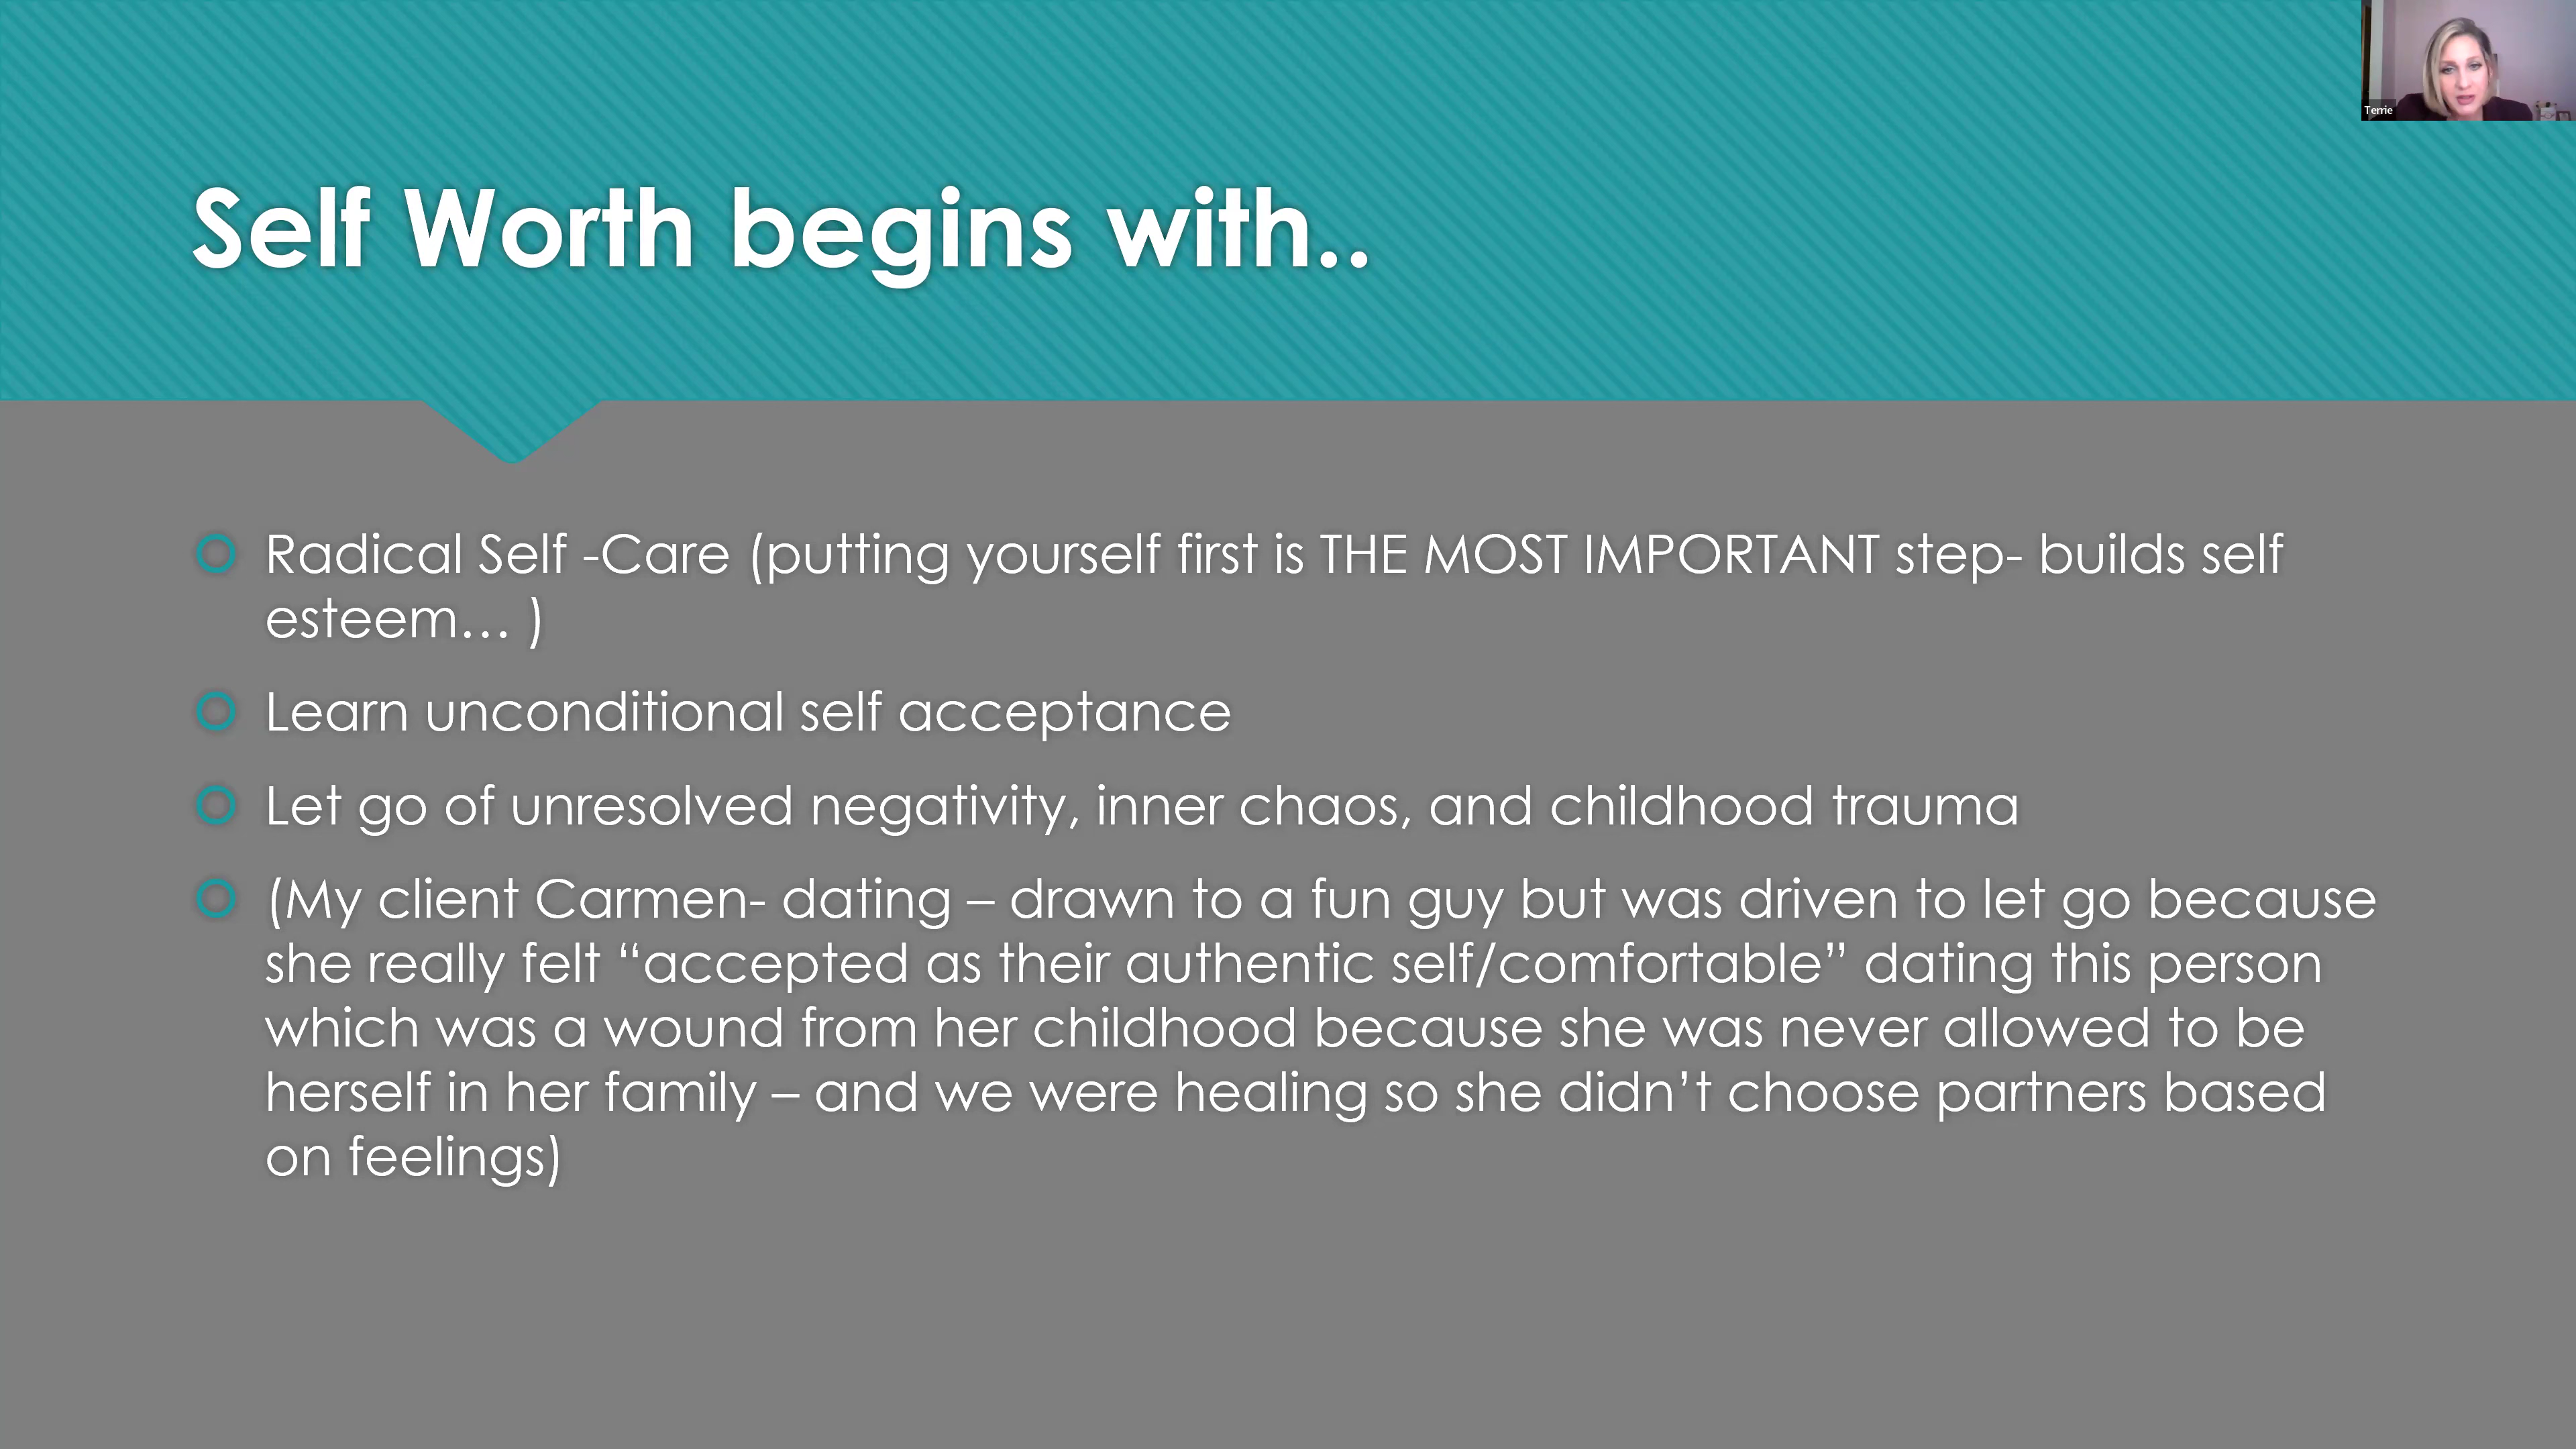 Terrie
Self Worth begins with..
Radical Self -Care (putting yourself first is THE MOST IMPORTANT step- builds self
esteem… )
Learn unconditional self acceptance
Let go of unresolved negativity, inner chaos, and childhood trauma
(My client Carmen- dating – drawn to a fun guy but was driven to let go because
she really felt “accepted as their authentic self/comfortable” dating this person
which was a wound from her childhood because she was never allowed to be
herself in her family – and we were healing so she didn’t choose partners based
on feelings)